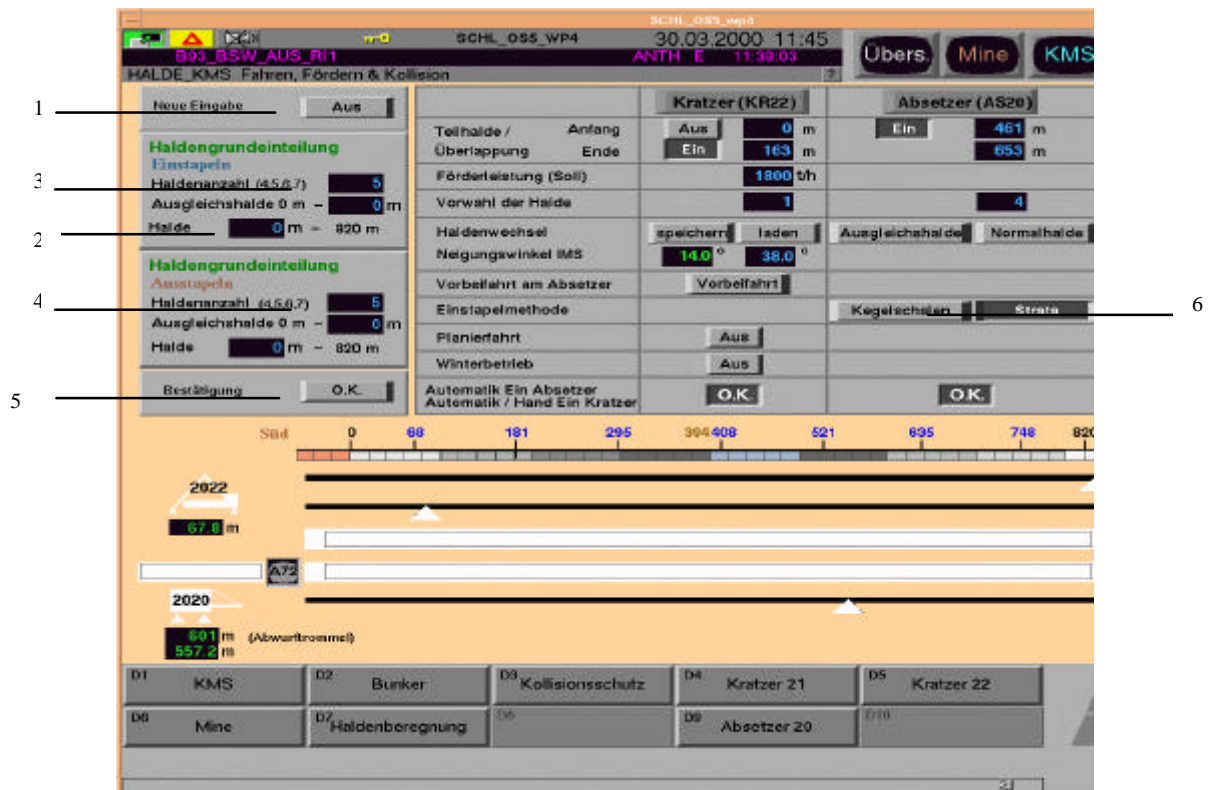 SCHL_OS5_wp4
SCHL_OS5_WP4 30.03.2000 11:45
B03_BSW_AUS_RI1 ANTH E 11:39:03
Übers. Mine KMS
HALDE_KMS Fahren, Fördern & Kollision ?
1 Neue Eingabe Aus
Kratzer (KR22) Absetzer (AS20)
Haldengrundeinteilung
Einstapeln
3 Haldenanzahl (4,5,6,7) 5
Ausgleichshalde 0 m - 0 m
2 Halde 0 m - 820 m
Haldengrundeinteilung
Ausstapeln
4 Haldenanzahl (4,5,6,7) 5
Ausgleichshalde 0 m - 0 m
Halde 0 m - 820 m
5 Bestätigung O.K.
Teilhalde / Anfang Aus 0 m Ein 461 m
Überlappung Ende Ein 163 m 653 m
Förderleistung (Soll) 1800 t/h
Vorwahl der Halde 1 4
Haldenwechsel speichern laden Ausgleichshalde Normalhalde
Neigungswinkel IMS 14.0 ° 38.0 °
Vorbeifahrt am Absetzer Vorbeifahrt
Einstapelmethode Kegelschalen Strata 6
Planierfahrt Aus
Winterbetrieb Aus
Automatik Ein Absetzer
Automatik / Hand Ein Kratzer O.K. O.K.
Süd 0 68 181 295 394 408 521 635 748 820
2022
67.8 m
A72
2020
601 m (Abwurftrommel)
557.2 m
D1 KMS D2 Bunker D3 Kollisionsschutz D4 Kratzer 21 D5 Kratzer 22
D6 Mine D7 Haldenberegnung D8 D9 Absetzer 20 D10